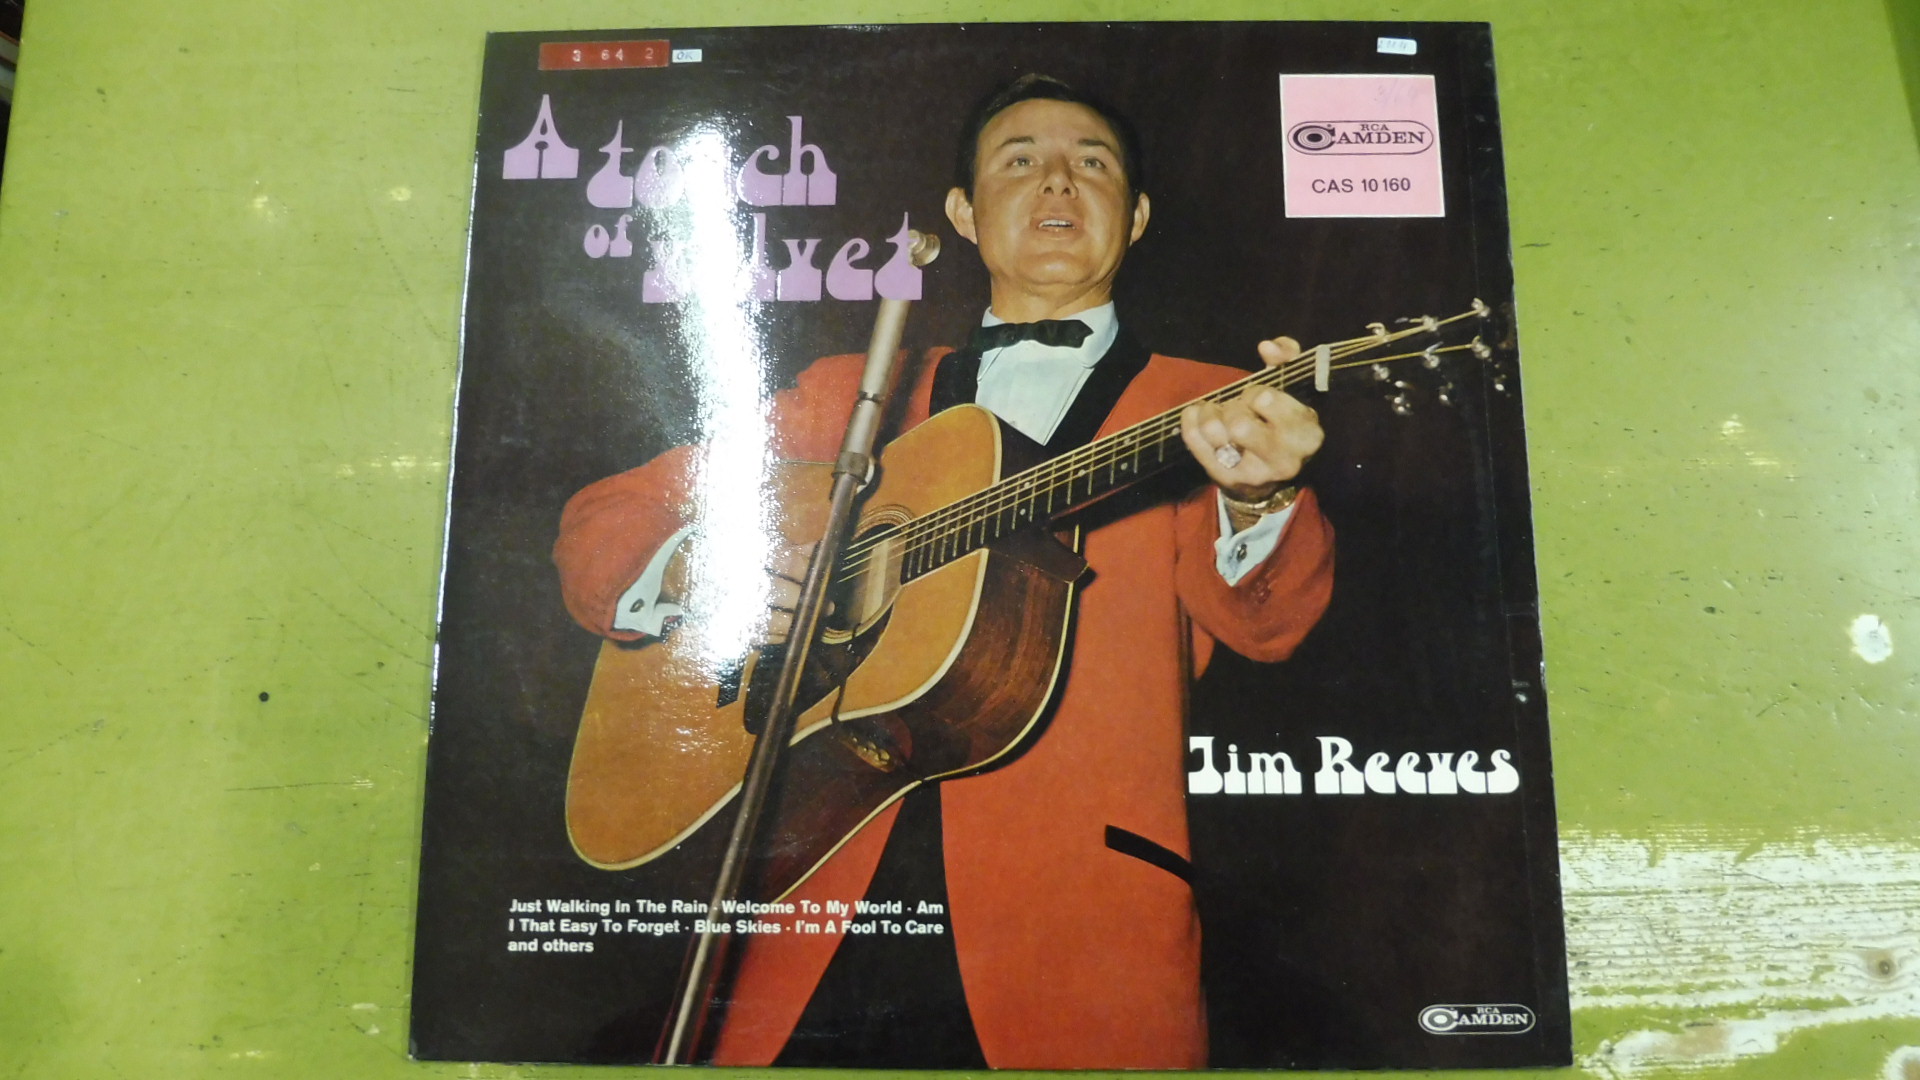 3 64 2 OK
A touch
of velvet
RCA
CAMDEN
CAS 10160
Jim Reeves
Just Walking In The Rain · Welcome To My World · Am
I That Easy To Forget · Blue Skies · I'm A Fool To Care
and others
RCA
CAMDEN